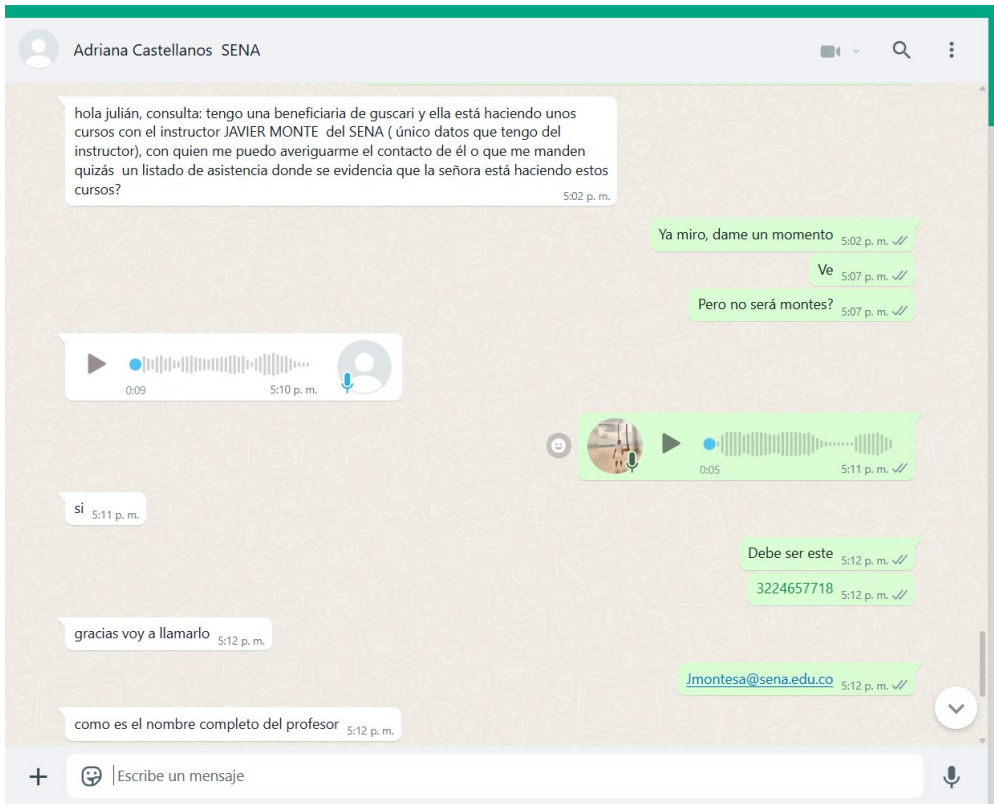 Adriana Castellanos SENA
hola julián, consulta: tengo una beneficiaria de guscari y ella está haciendo unos
cursos con el instructor JAVIER MONTE del SENA ( único datos que tengo del
instructor), con quien me puedo averiguarme el contacto de él o que me manden
quizás un listado de asistencia donde se evidencia que la señora está haciendo estos
cursos?
5:02 p. m.
Ya miro, dame un momento 5:02 p. m.
Ve 5:07 p. m.
Pero no será montes? 5:07 p. m.
0:09 5:10 p. m.
0:05 5:11 p. m.
si 5:11 p. m.
Debe ser este 5:12 p. m.
3224657718 5:12 p. m.
gracias voy a llamarlo 5:12 p. m.
Jmontesa@sena.edu.co 5:12 p. m.
como es el nombre completo del profesor 5:12 p. m.
Escribe un mensaje